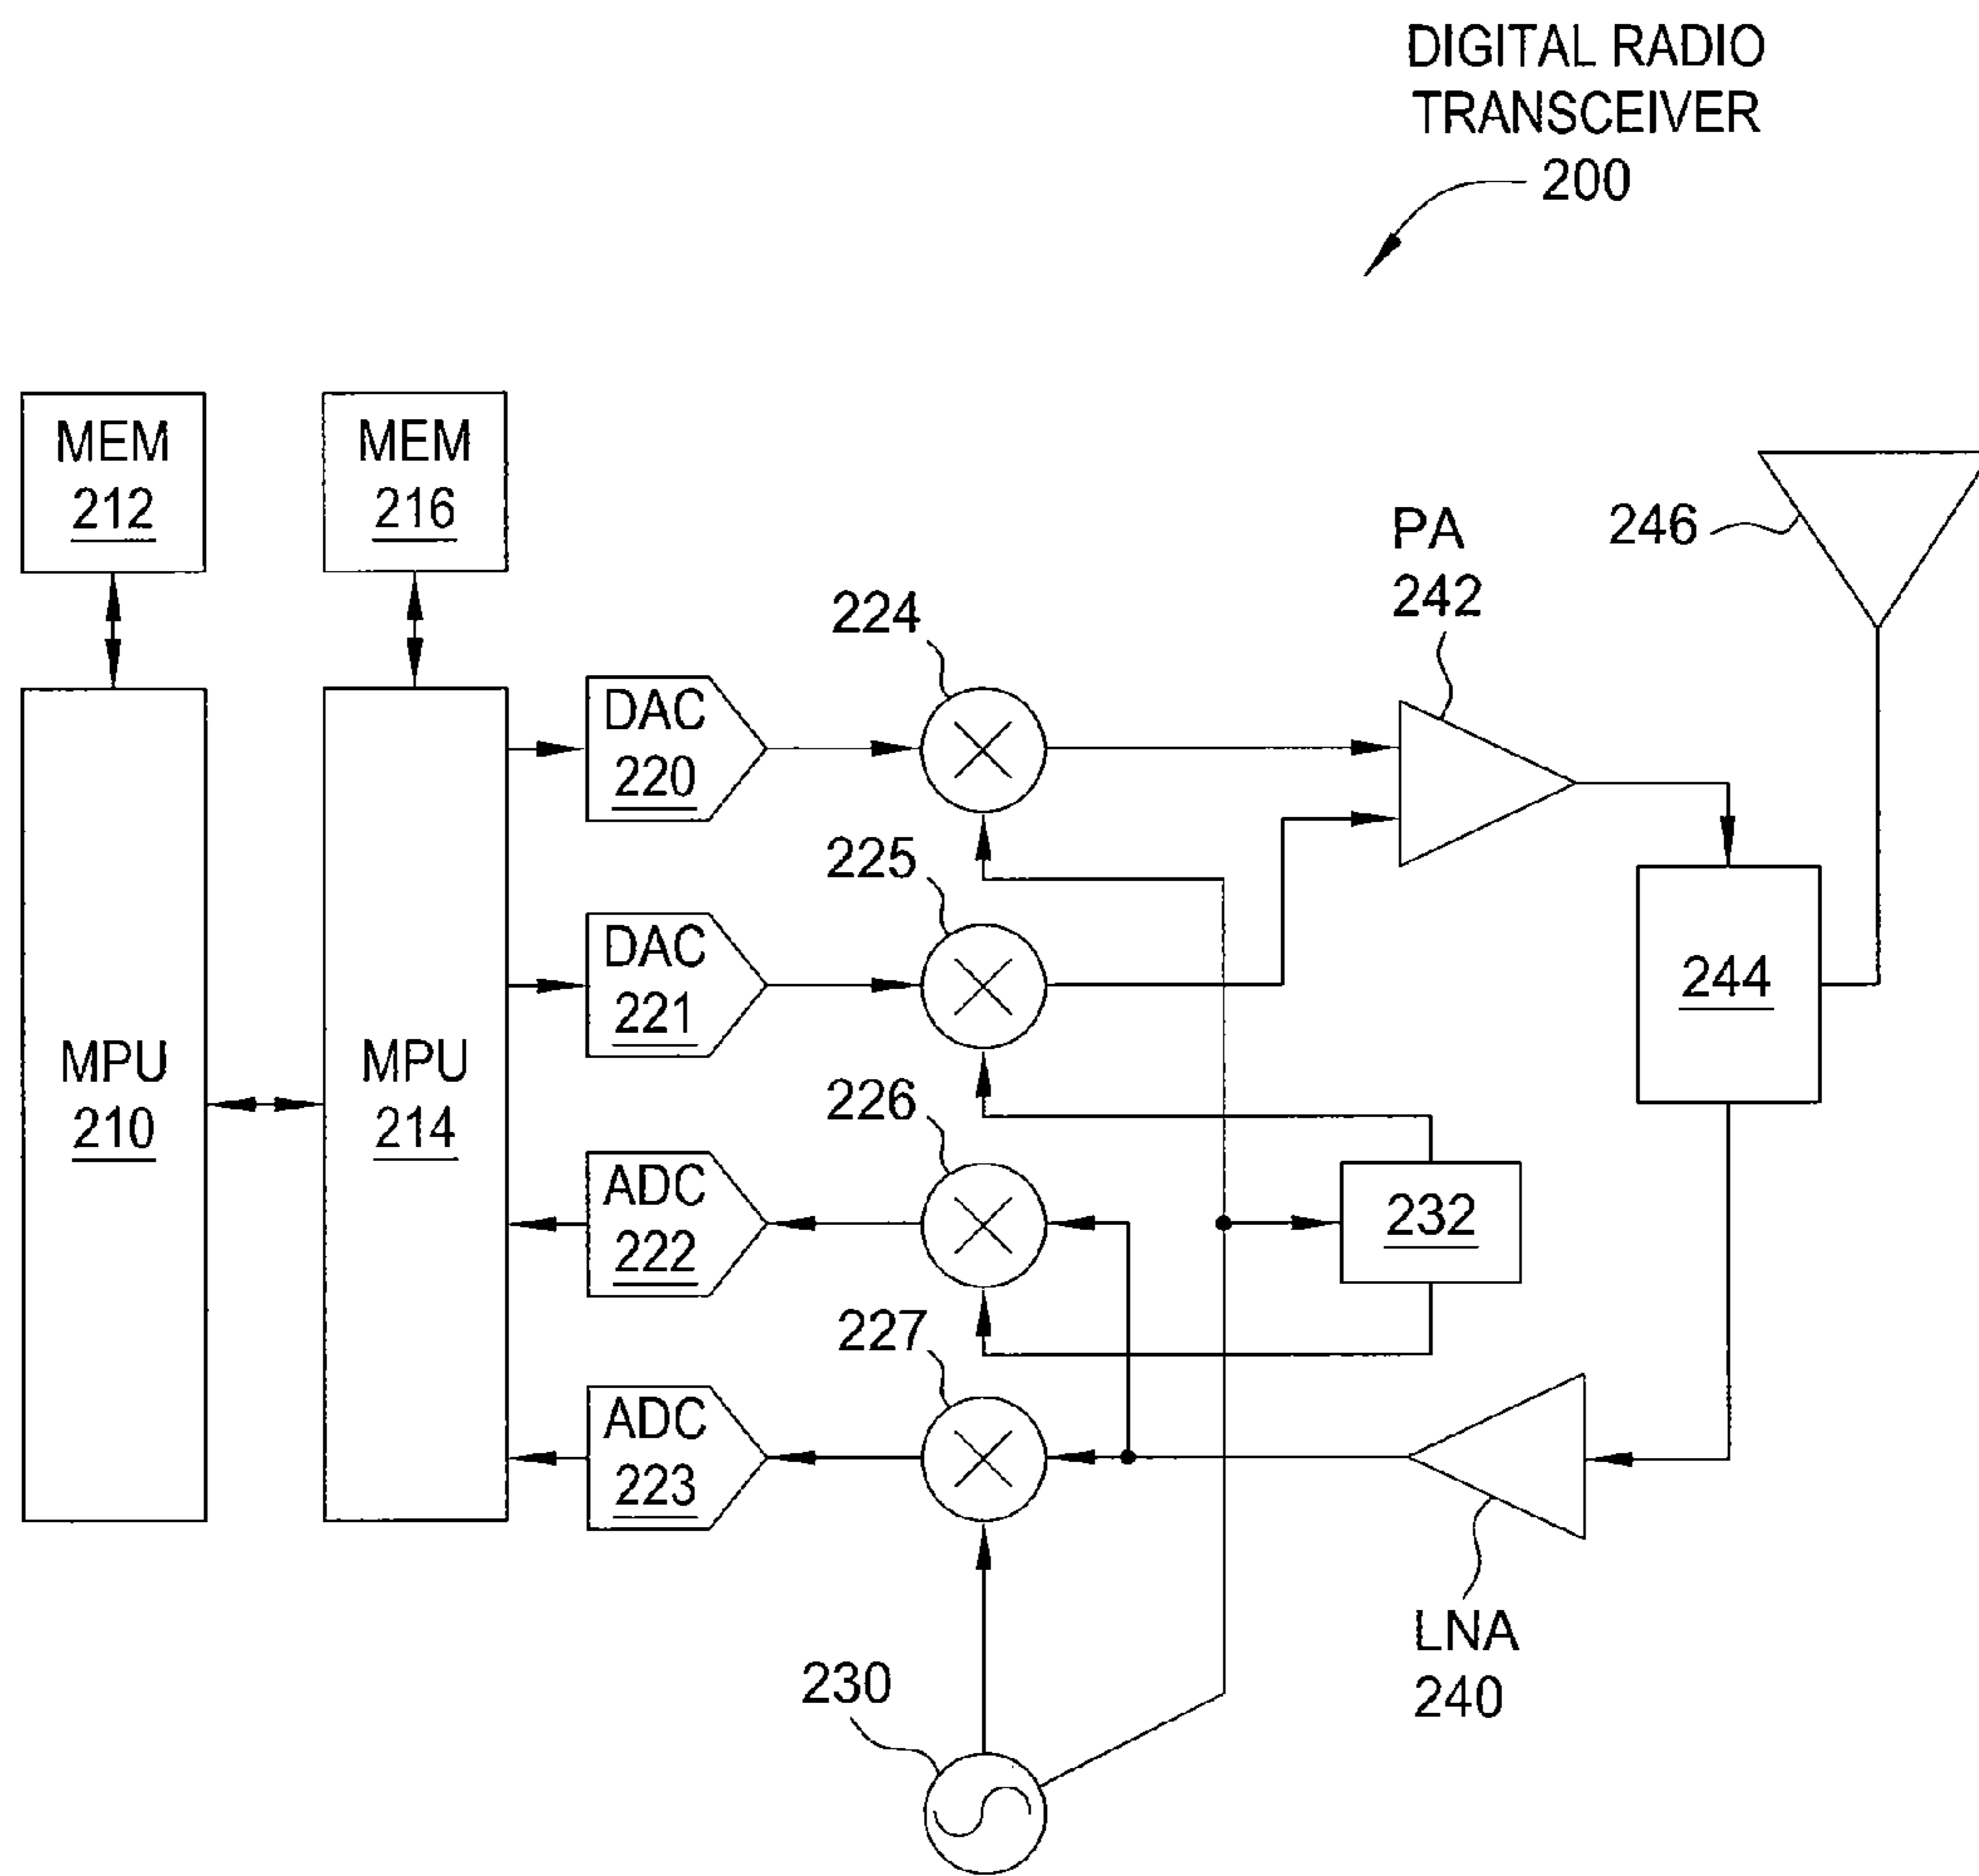 DIGITAL RADIO
TRANSCEIVER
200
MEM
212
MEM
216
PA
242
246
224
DAC
220
225
DAC
221
244
MPU
210
MPU
214
226
ADC
222
232
227
ADC
223
LNA
240
230